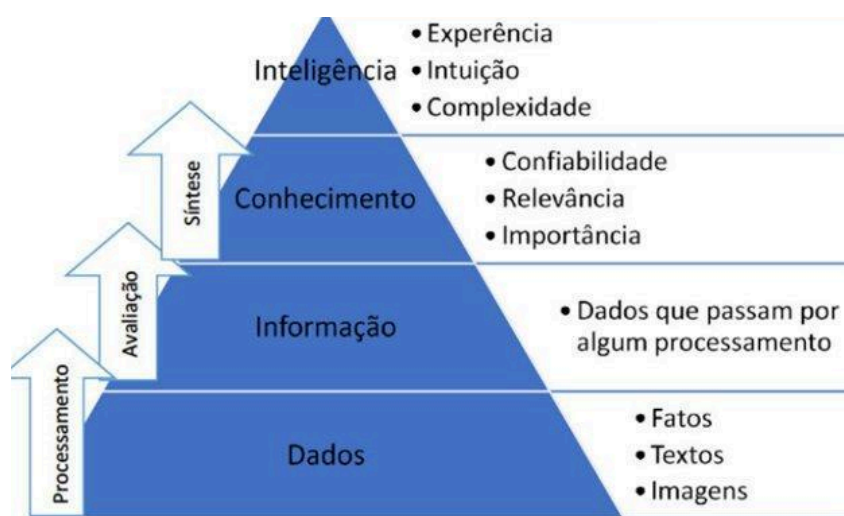 Inteligência
• Experência
• Intuição
• Complexidade
Síntese
Conhecimento
• Confiabilidade
• Relevância
• Importância
Avaliação
Informação
• Dados que passam por
algum processamento
Processamento
Dados
• Fatos
• Textos
• Imagens